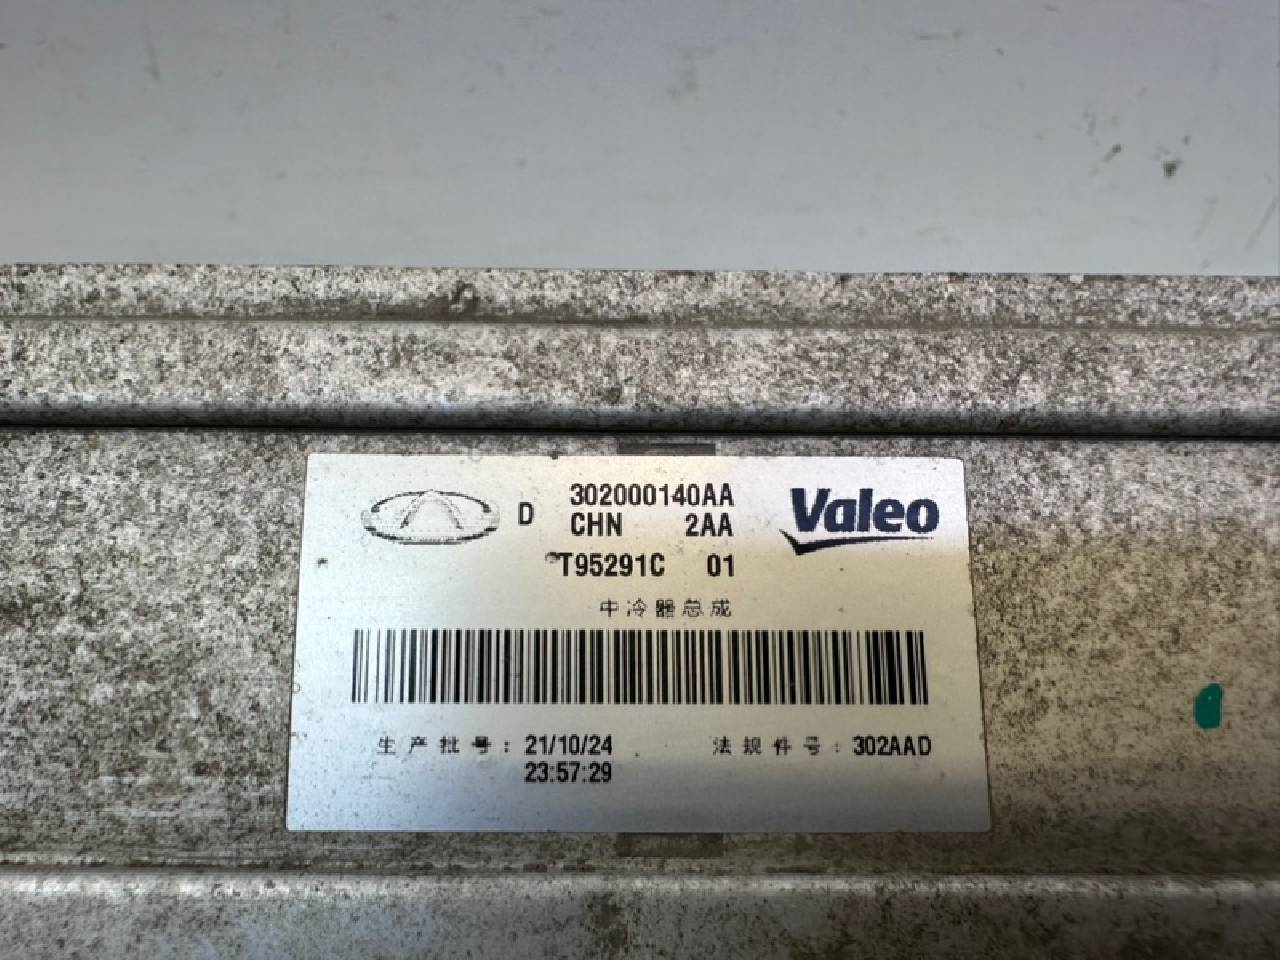 D 302000140AA
CHN 2AA
T95291C 01
Valeo
中冷器总成
生产批号: 21/10/24
23:57:29
法规件号: 302AAD